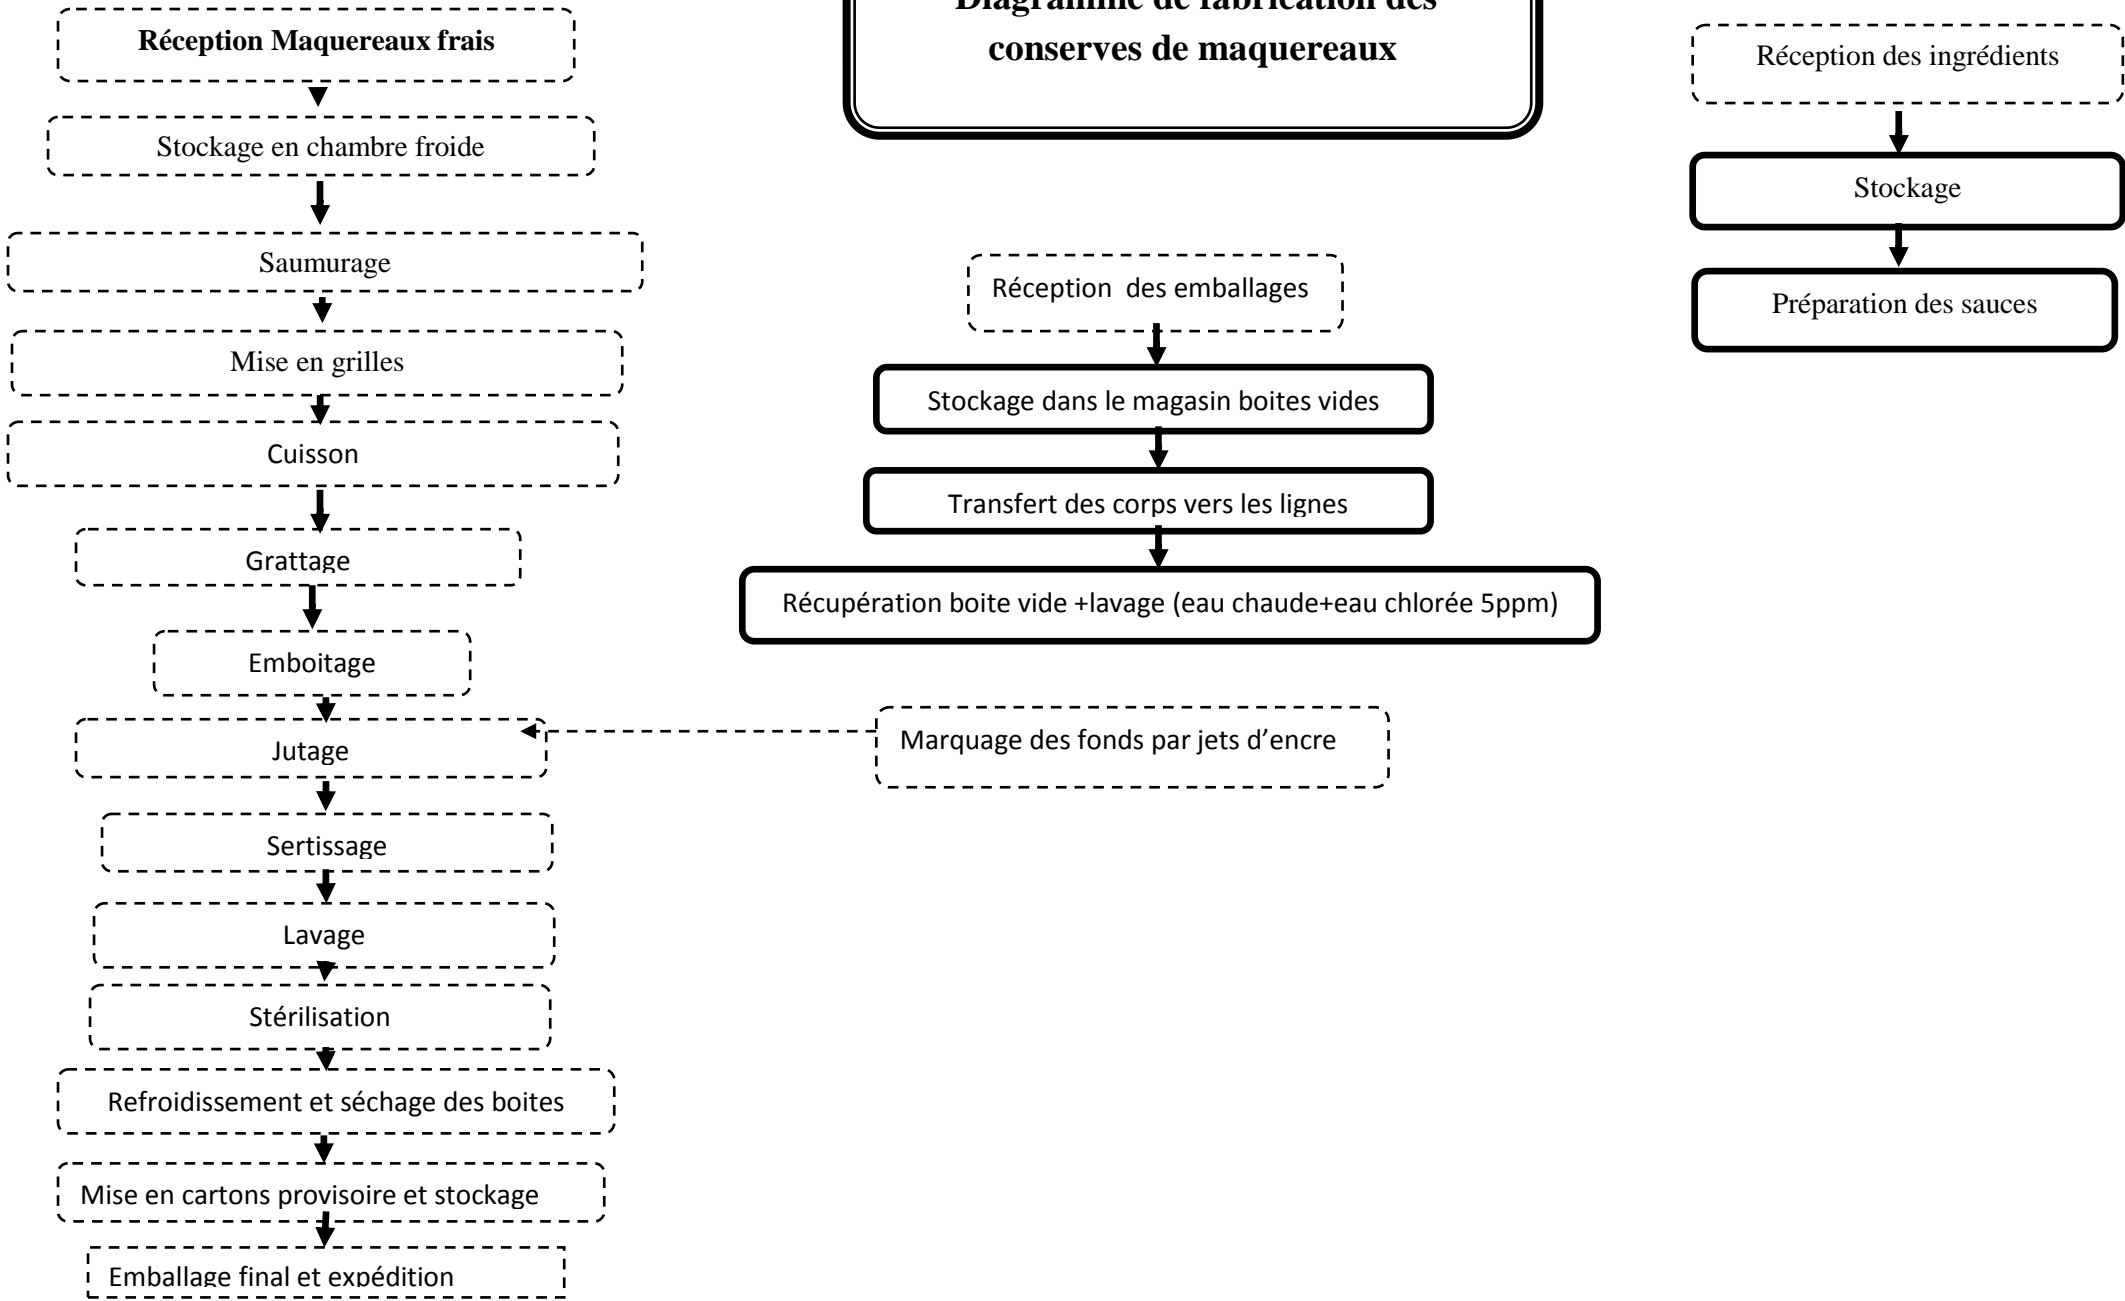 Diagramme de fabrication des
conserves de maquereaux
Réception Maquereaux frais
Stockage en chambre froide
Saumurage
Mise en grilles
Cuisson
Grattage
Emboitage
Jutage
Sertissage
Lavage
Stérilisation
Refroidissement et séchage des boites
Mise en cartons provisoire et stockage
Emballage final et expédition
Réception des emballages
Stockage dans le magasin boites vides
Transfert des corps vers les lignes
Récupération boite vide +lavage (eau chaude+eau chlorée 5ppm)
Marquage des fonds par jets d’encre
Réception des ingrédients
Stockage
Préparation des sauces